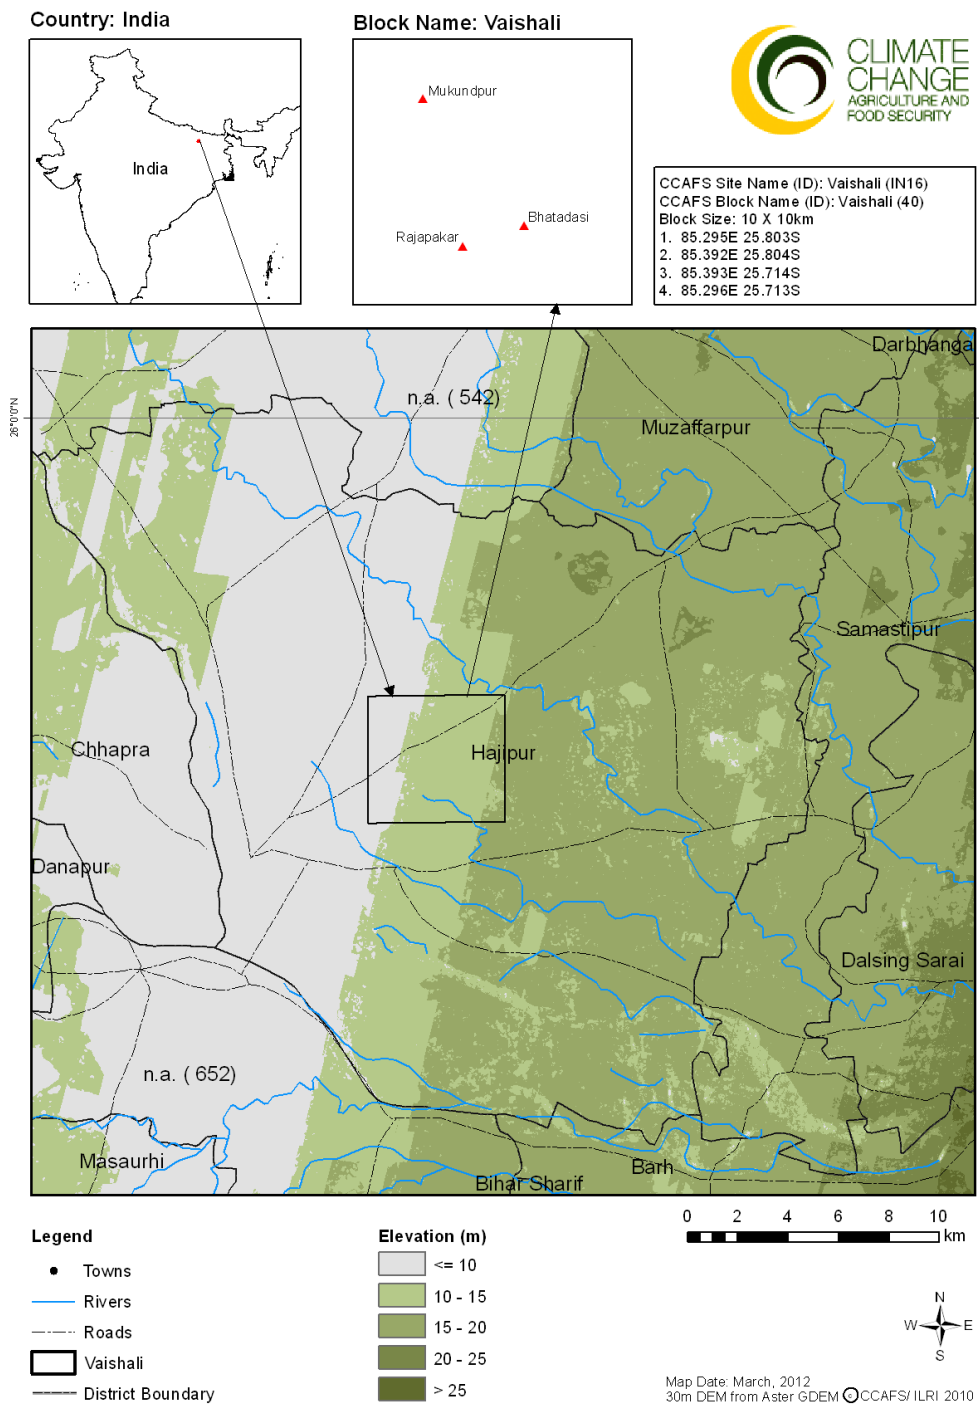 Country: India
Block Name: Vaishali
CLIMATE
CHANGE
AGRICULTURE AND
FOOD SECURITY
India
Mukundpur
Bhatadasi
Rajapakar
CCAFS Site Name (ID): Vaishali (IN16)
CCAFS Block Name (ID): Vaishali (40)
Block Size: 10 X 10km
1. 85.295E 25.803S
2. 85.392E 25.804S
3. 85.393E 25.714S
4. 85.296E 25.713S
26°0'0"N
Darbhanga
n.a. ( 542)
Muzaffarpur
Samastipur
Chhapra
Hajipur
Danapur
Dalsing Sarai
n.a. ( 652)
Masaurhi
Barh
Bihar Sharif
Legend
Towns
Rivers
Roads
Vaishali
District Boundary
Elevation (m)
<= 10
10 - 15
15 - 20
20 - 25
> 25
0 2 4 6 8 10
km
N
W E
S
Map Date: March, 2012
30m DEM from Aster GDEM © CCAFS/ ILRI 2010